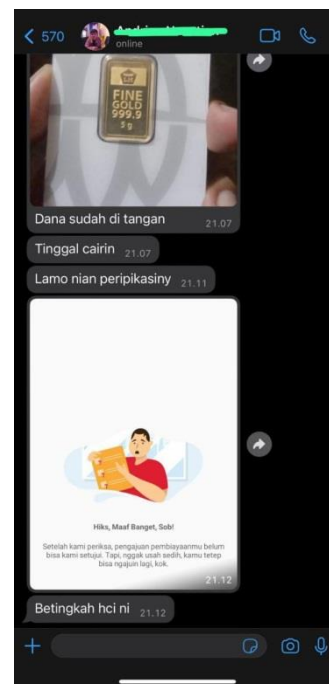 570
online
FINE
GOLD
999.9
5 g
Dana sudah di tangan 21.07
Tinggal cairin 21.07
Lamo nian peripikasiny 21.11
Hiks, Maaf Banget, Sob!
Setelah kami periksa, pengajuan pembiayaanmu belum
bisa kami setujui. Tapi, nggak usah sedih, kamu tetep
bisa ngajuin lagi, kok.
21.12
Betingkah hci ni 21.12